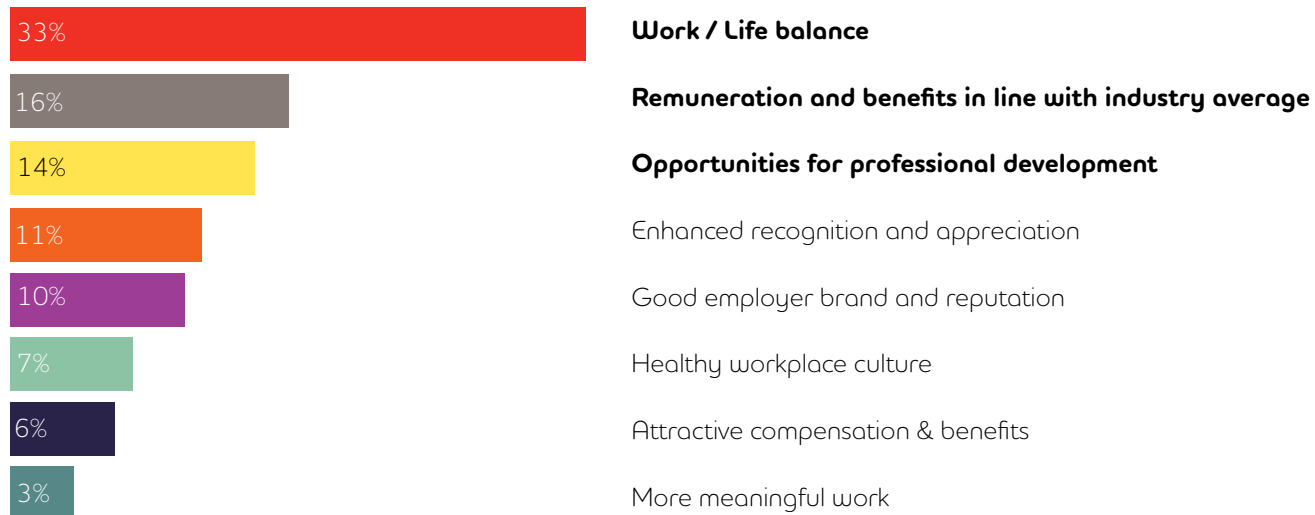 33% Work / Life balance
16% Remuneration and benefits in line with industry average
14% Opportunities for professional development
11% Enhanced recognition and appreciation
10% Good employer brand and reputation
7% Healthy workplace culture
6% Attractive compensation & benefits
3% More meaningful work